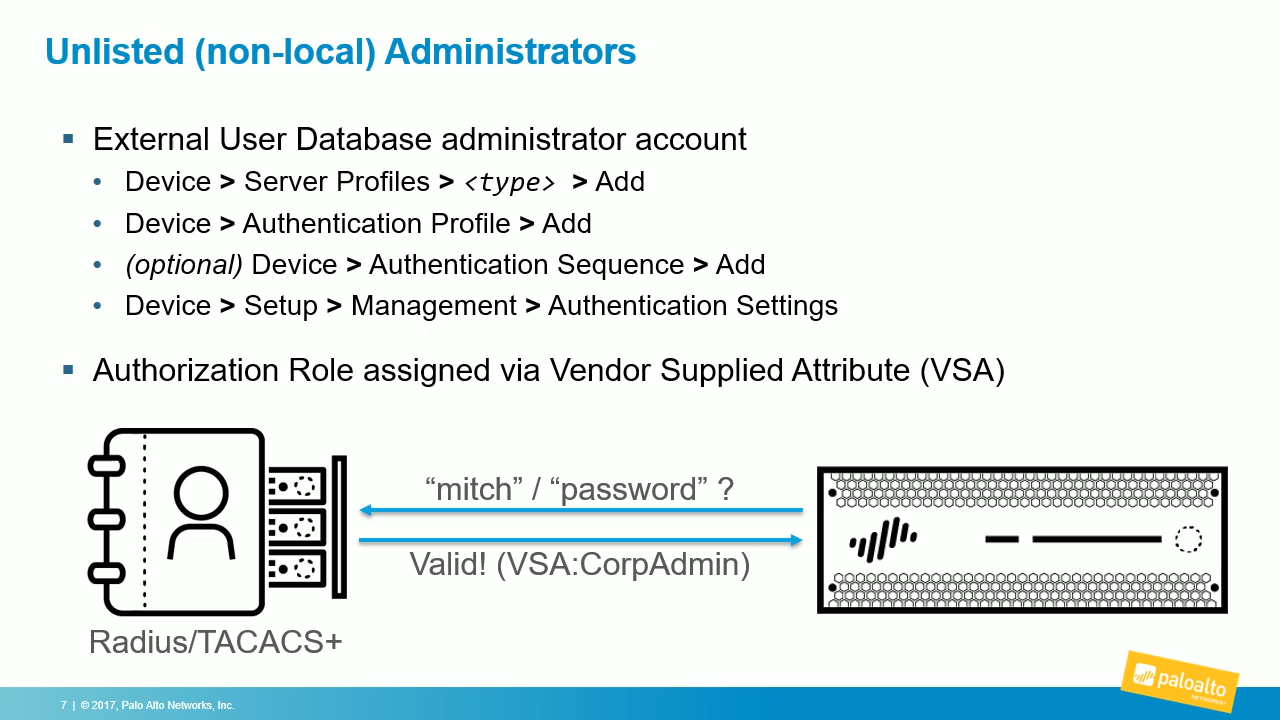 Unlisted (non-local) Administrators
External User Database administrator account
Device > Server Profiles > <type> > Add
Device > Authentication Profile > Add
(optional) Device > Authentication Sequence > Add
Device > Setup > Management > Authentication Settings
Authorization Role assigned via Vendor Supplied Attribute (VSA)
“mitch” / “password” ?
Valid! (VSA:CorpAdmin)
Radius/TACACS+
paloalto
NETWORKS
7 | © 2017, Palo Alto Networks, Inc.